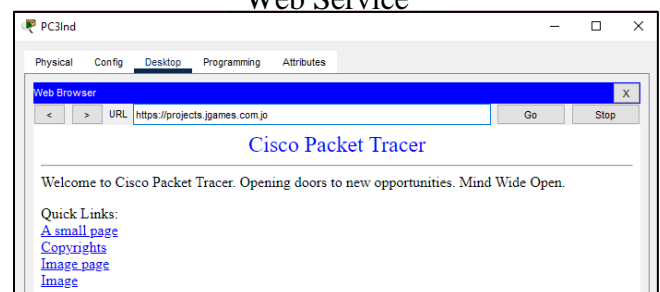 Web Service
PC3Ind
Physical Config Desktop Programming Attributes
Web Browser X
< > URL https://projects.jgames.com.jo Go Stop
Cisco Packet Tracer
Welcome to Cisco Packet Tracer. Opening doors to new opportunities. Mind Wide Open.
Quick Links:
A small page
Copyrights
Image page
Image